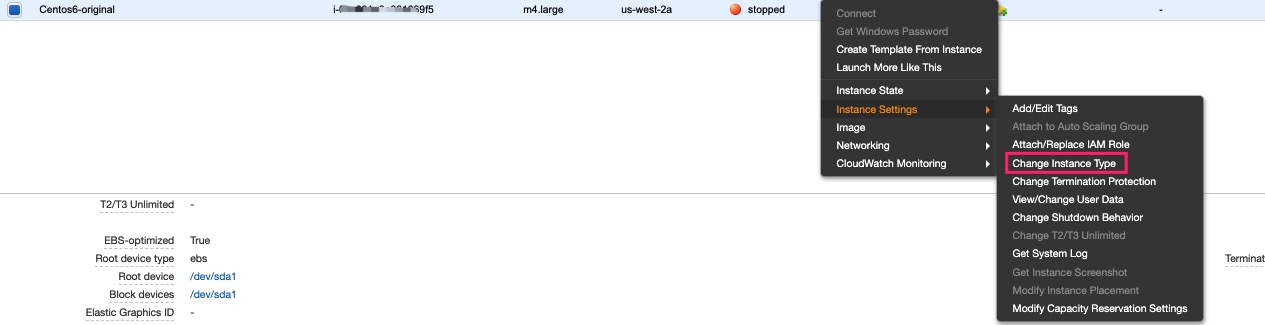 Centos6-original m4.large us-west-2a stopped -
Connect
Get Windows Password
Create Template From Instance
Launch More Like This
Instance State
Instance Settings
Image
Networking
CloudWatch Monitoring
Add/Edit Tags
Attach to Auto Scaling Group
Attach/Replace IAM Role
Change Instance Type
Change Termination Protection
View/Change User Data
Change Shutdown Behavior
Change T2/T3 Unlimited
Get System Log
Get Instance Screenshot
Modify Instance Placement
Modify Capacity Reservation Settings
T2/T3 Unlimited -
EBS-optimized True
Root device type ebs
Root device /dev/sda1
Block devices /dev/sda1
Elastic Graphics ID -
Terminat